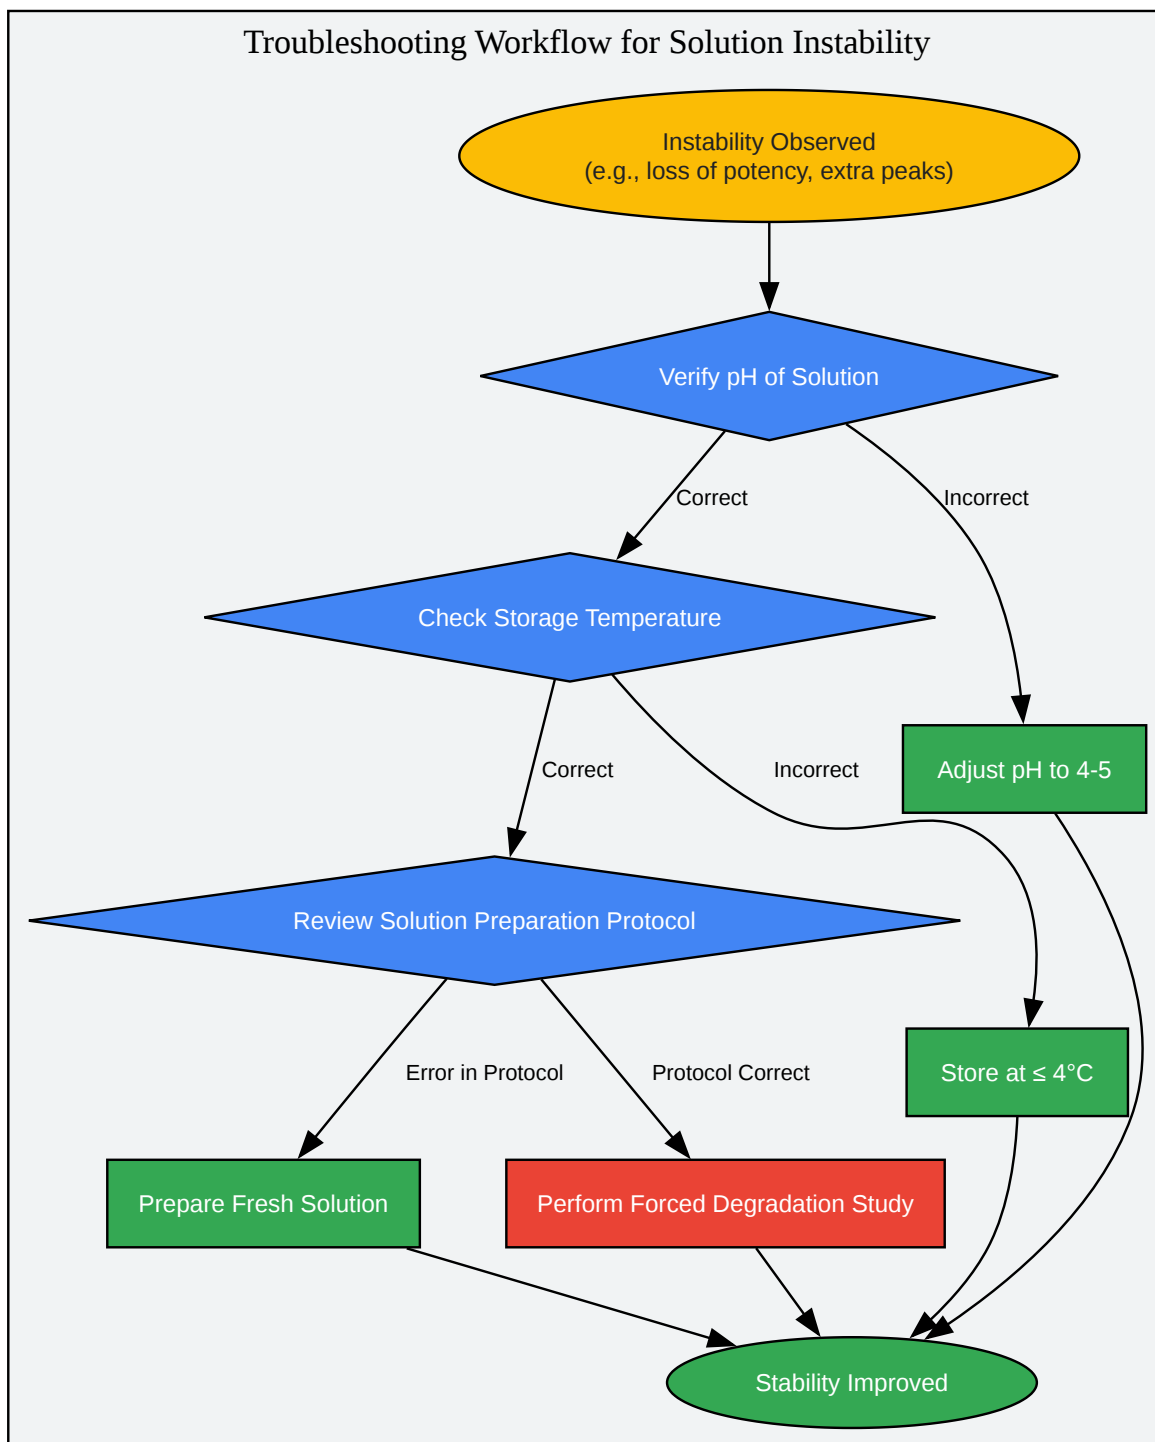 Troubleshooting Workflow for Solution Instability
Instability Observed
(e.g., loss of potency, extra peaks)
Verify pH of Solution
Correct
Incorrect
Check Storage Temperature
Correct
Incorrect
Adjust pH to 4-5
Review Solution Preparation Protocol
Error in Protocol
Protocol Correct
Store at ≤ 4°C
Prepare Fresh Solution
Perform Forced Degradation Study
Stability Improved